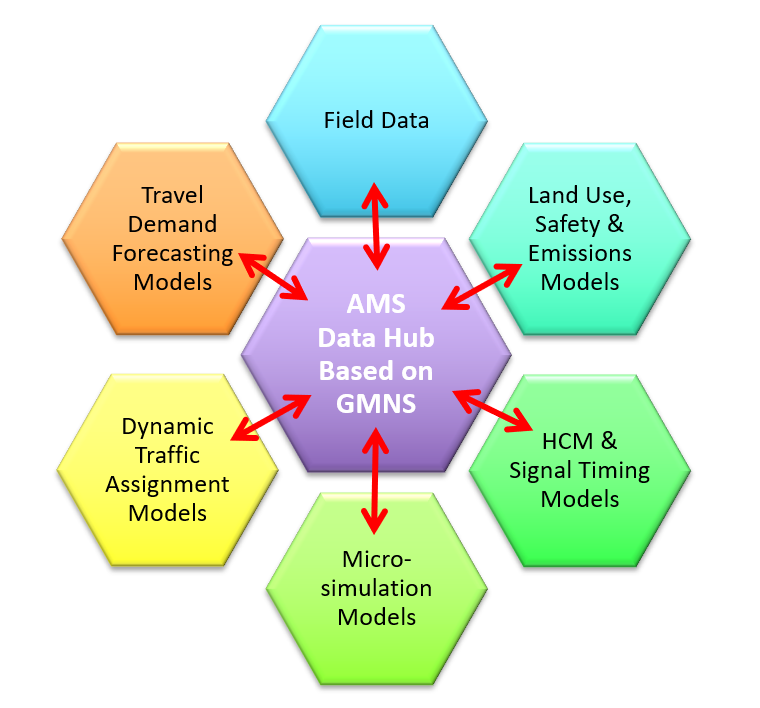 Field Data
Travel
Demand
Forecasting
Models
Land Use,
Safety &
Emissions
Models
AMS
Data Hub
Based on
GMNS
Dynamic
Traffic
Assignment
Models
HCM &
Signal Timing
Models
Micro-
simulation
Models